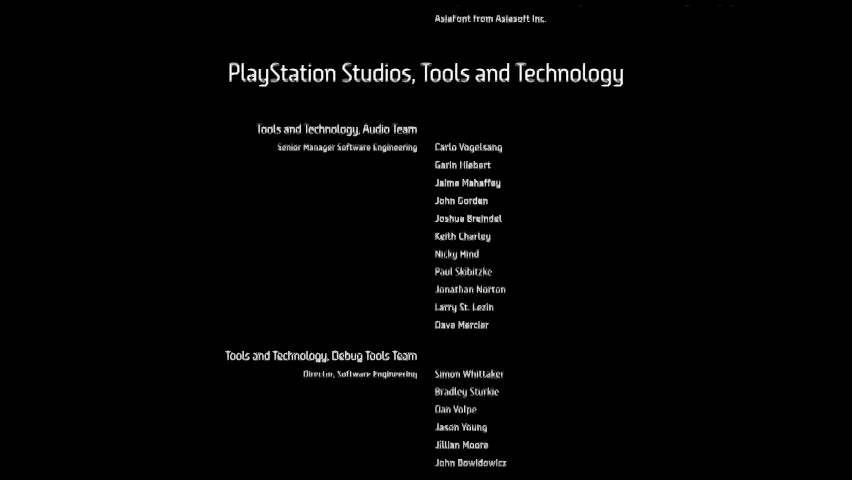 AsiaFont from Asiasoft Inc.
PlayStation Studios, Tools and Technology
Tools and Technology, Audio Team
Senior Manager Software Engineering Carlo Vogelsang
Garin Hiebert
Jaime Mahaffey
John Gorden
Joshua Breindel
Keith Charley
Nicky Hind
Paul Skibitzke
Jonathan Norton
Larry St. Lezin
Dave Mercier
Tools and Technology, Debug Tools Team
Director, Software Engineering Simon Whittaker
Bradley Sturkie
Dan Volpe
Jason Young
Jillian Moore
John Dowidowicz